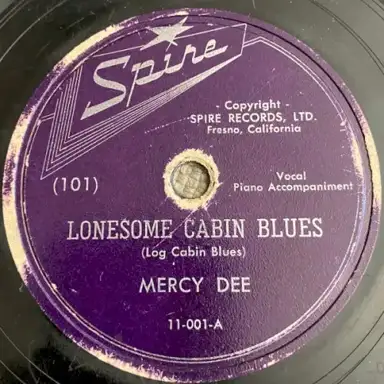 Spire
- Copyright -
SPIRE RECORDS, LTD.
Fresno, California
(101)
Vocal
Piano Accompaniment
LONESOME CABIN BLUES
(Log Cabin Blues)
MERCY DEE
11-001-A